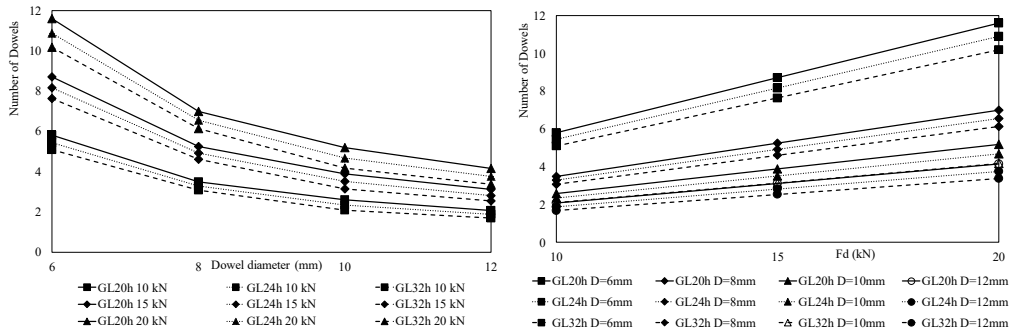 12
10
8
6
4
2
0
Number of Dowels
6
8
10
12
Dowel diameter (mm)
GL20h 10 kN
GL24h 10 kN
GL32h 10 kN
GL20h 15 kN
GL24h 15 kN
GL32h 15 kN
GL20h 20 kN
GL24h 20 kN
GL32h 20 kN
12
10
8
6
4
2
0
Number of Dowels
10
15
20
Fd (kN)
GL20h D=6mm
GL20h D=8mm
GL20h D=10mm
GL20h D=12mm
GL24h D=6mm
GL24h D=8mm
GL24h D=10mm
GL24h D=12mm
GL32h D=6mm
GL32h D=8mm
GL32h D=10mm
GL32h D=12mm